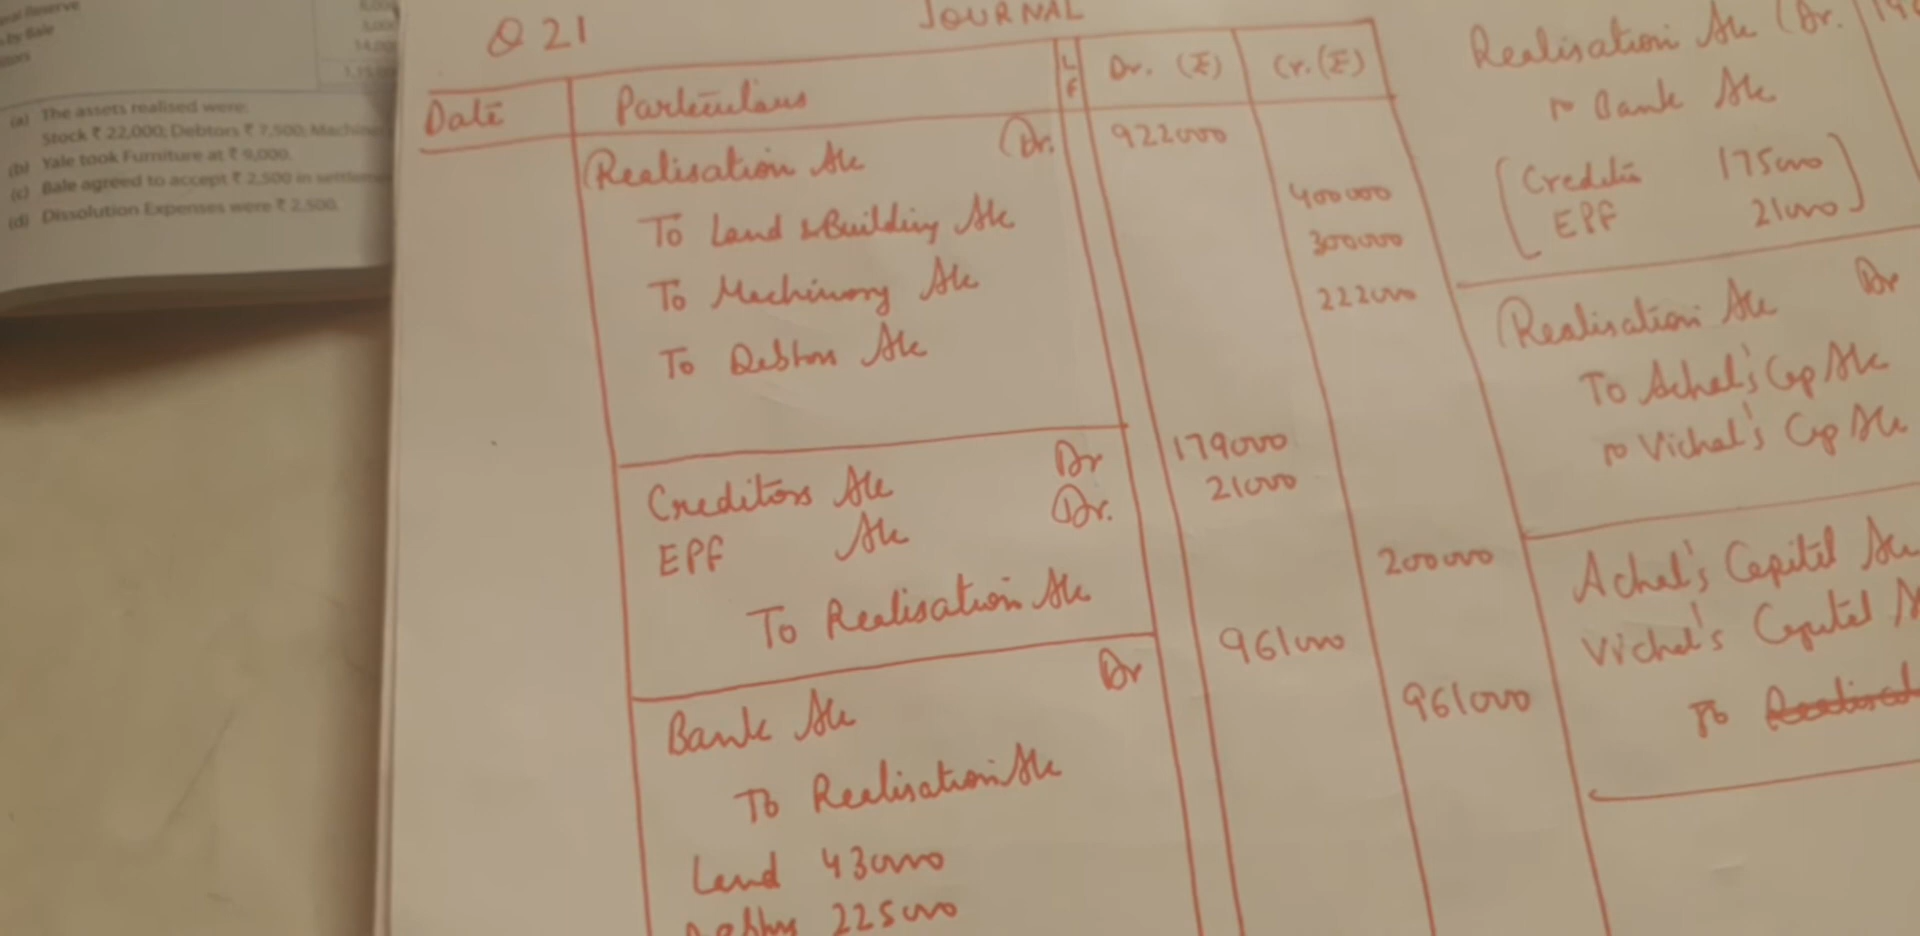 by Bale
(a) The assets realised were:
Stock ₹ 22,000; Debtors ₹ 7,500;
(b) Yale took Furniture at ₹ 9,000.
(c) Bale agreed to accept ₹ 2,500 in
(d) Dissolution Expenses were ₹ 2,500.
Q 21
JOURNAL
Date Particulars LF Dr. (₹) Cr. (₹)
Realisation A/c Dr. 922000
To Land & Building A/c 400000
To Machinery A/c 300000
To Debtors A/c 222000
Creditors A/c Dr 179000
EPF A/c Dr. 21000
To Realisation A/c 200000
Bank A/c Dr 961000
To Realisation A/c 961000
Land 430000
225000
Realisation A/c Dr.
To Bank A/c
Creditors 175000
EPF 21000
Realisation A/c Dr
To Achal's Cap A/c
To Vichal's Cap A/c
Achal's Capital A/c
Vichal's Capital
To